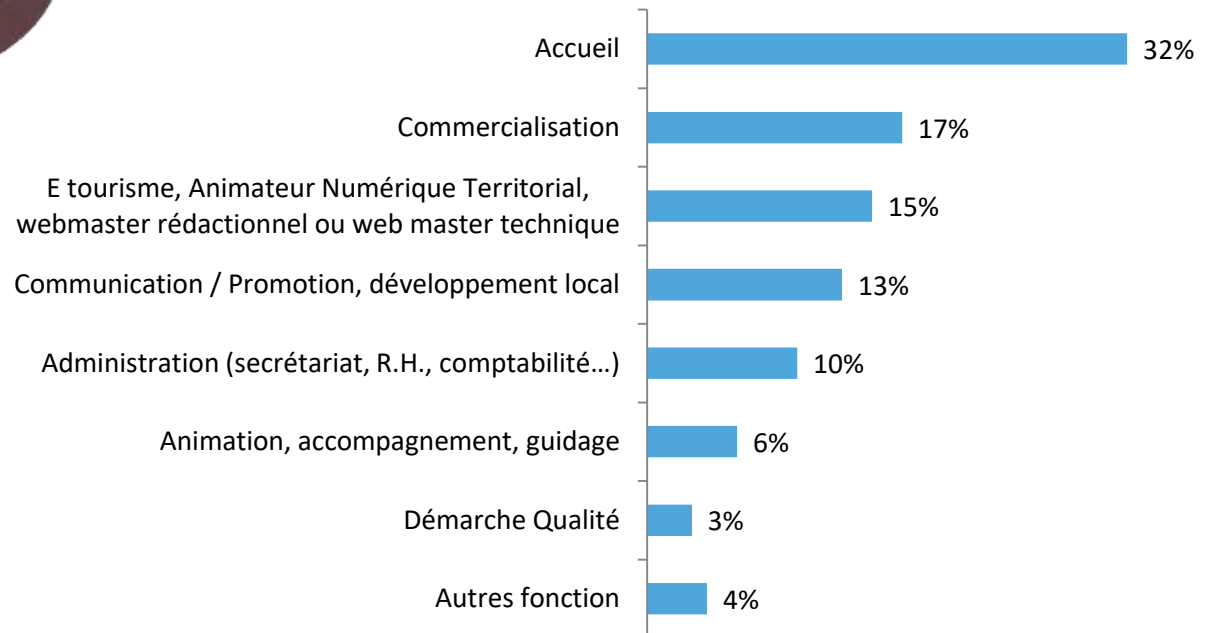 Accueil 32%
Commercialisation 17%
E tourisme, Animateur Numérique Territorial,
webmaster rédactionnel ou web master technique 15%
Communication / Promotion, développement local 13%
Administration (secrétariat, R.H., comptabilité…) 10%
Animation, accompagnement, guidage 6%
Démarche Qualité 3%
Autres fonction 4%